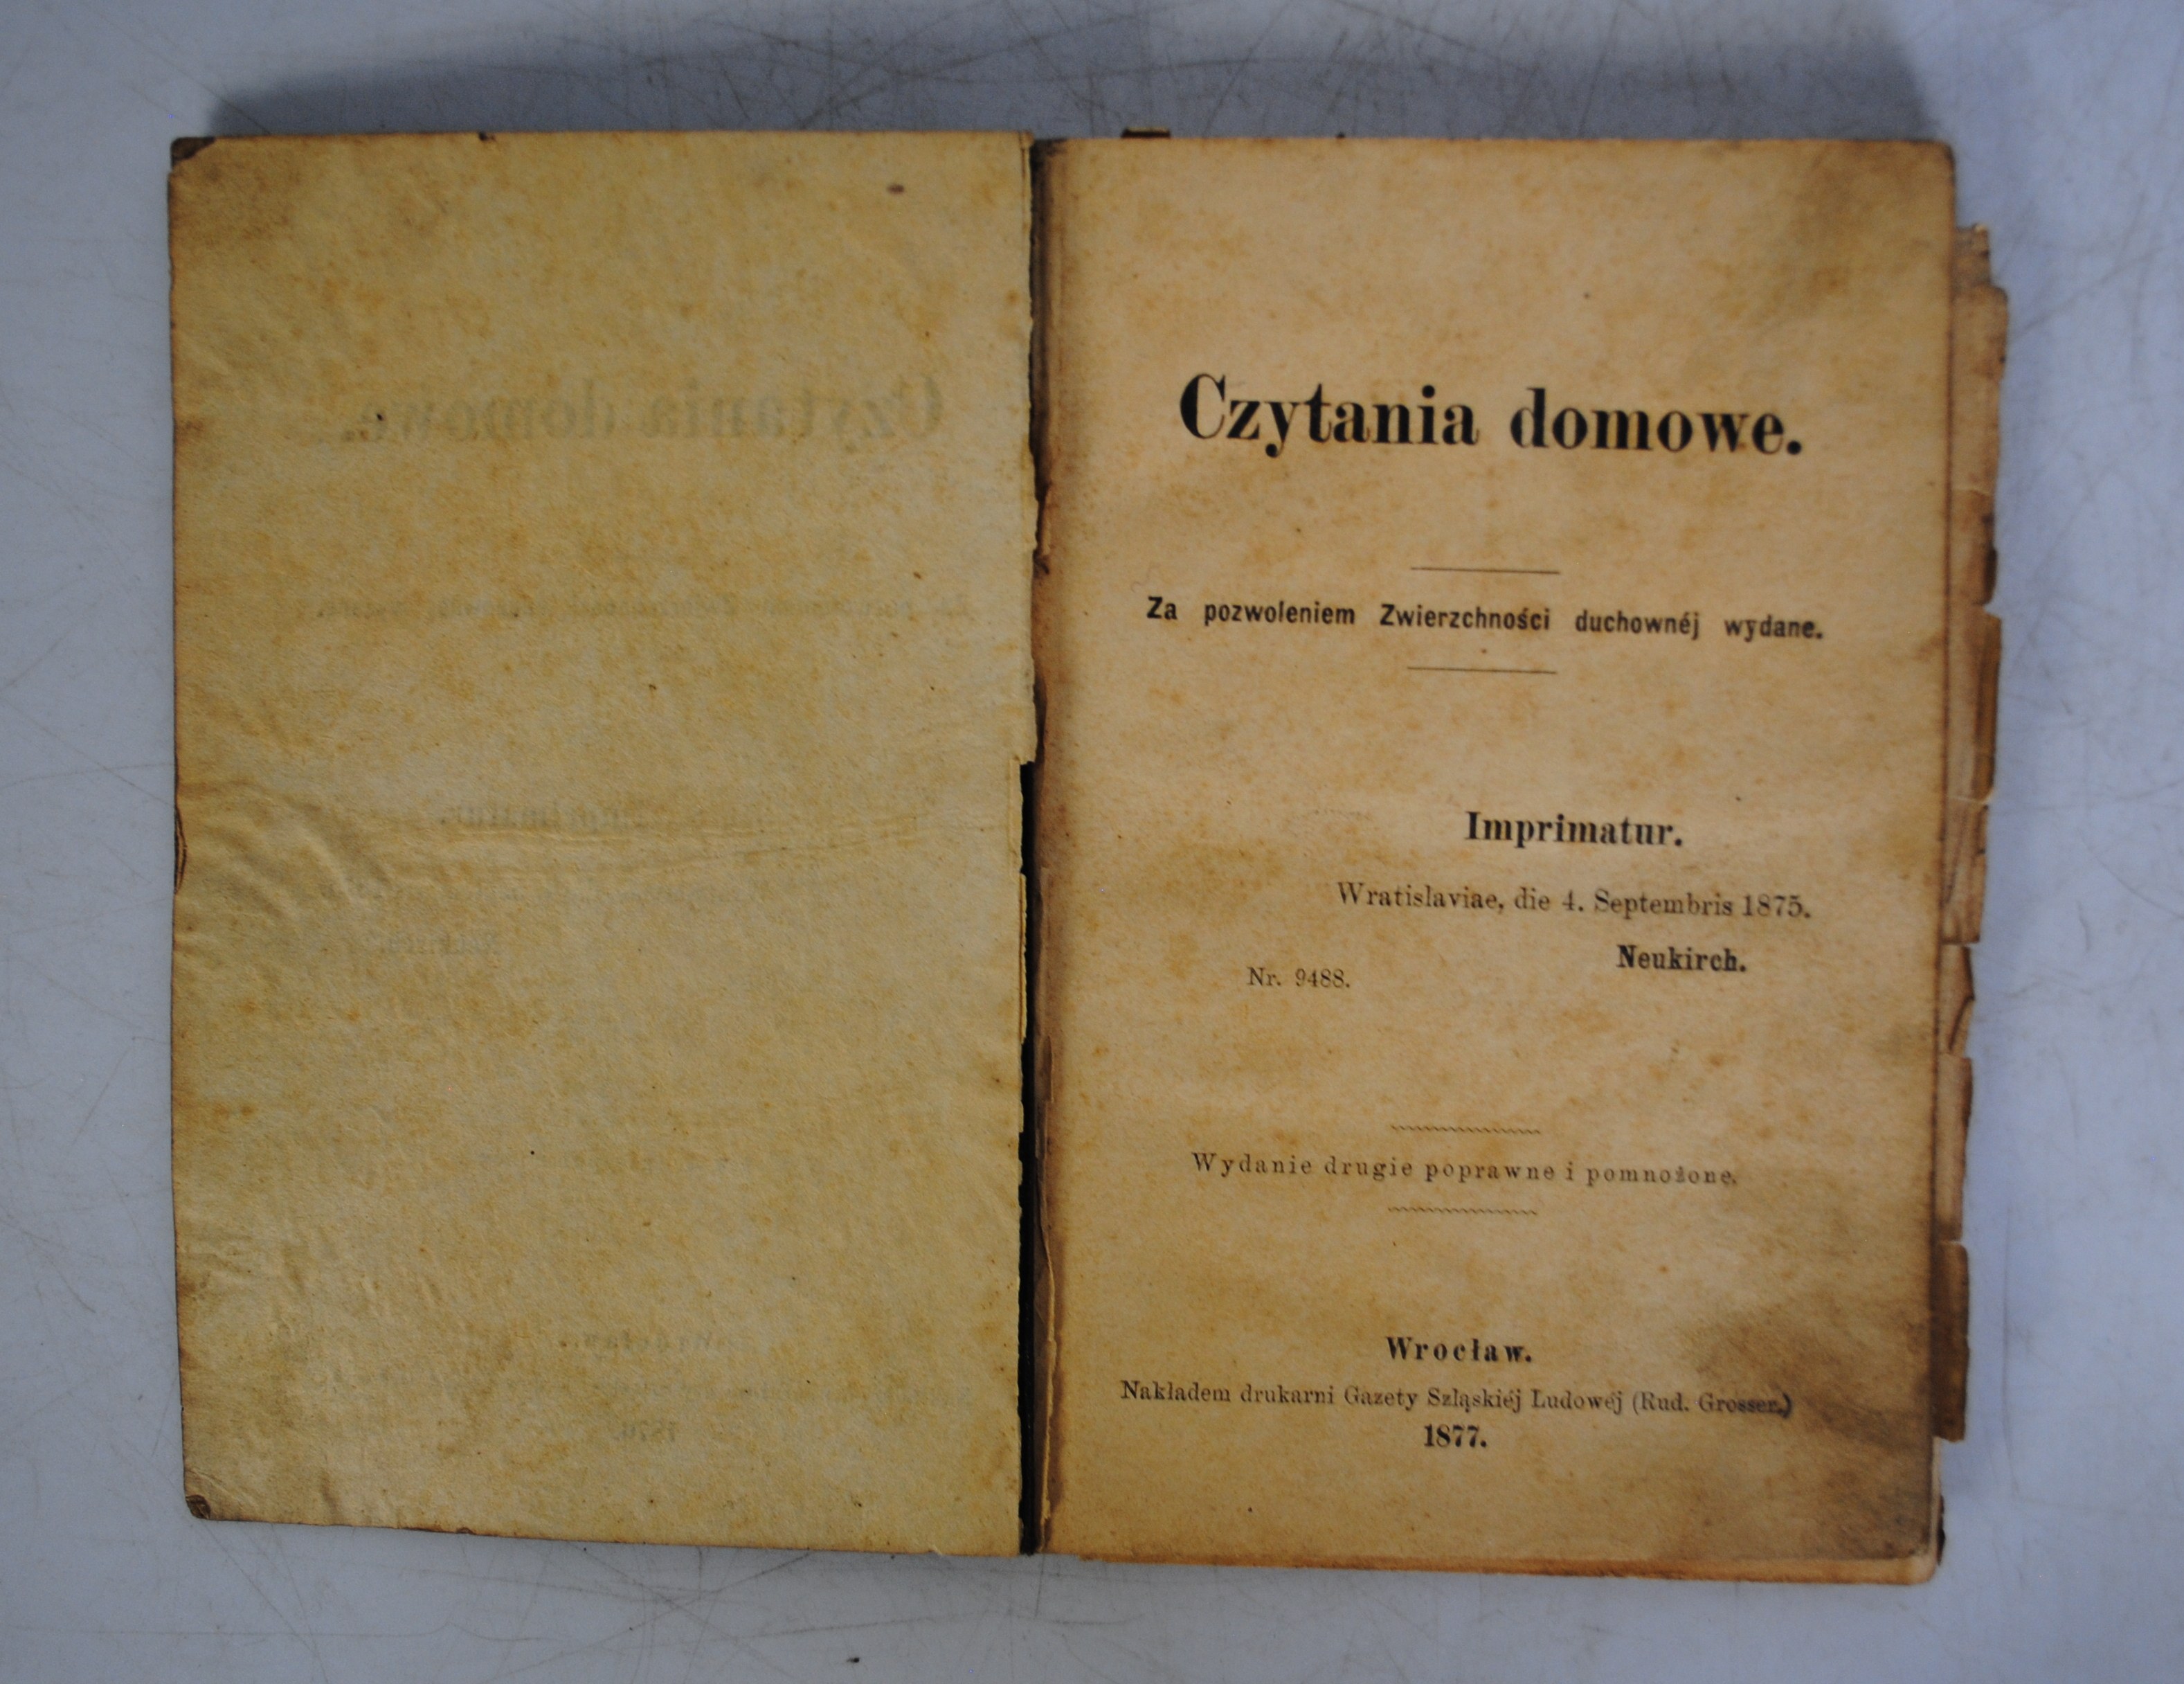 Czytania domowe.
Za pozwoleniem Zwierzchności duchownéj wydane.
Imprimatur.
Wratislaviae, die 4. Septembris 1875.
Neukirch.
Nr. 9488.
Wydanie drugie poprawne i pomnożone.
Wrocław.
Nakładem drukarni Gazety Szląskiéj Ludowéj (Rud. Grosser.)
1877.